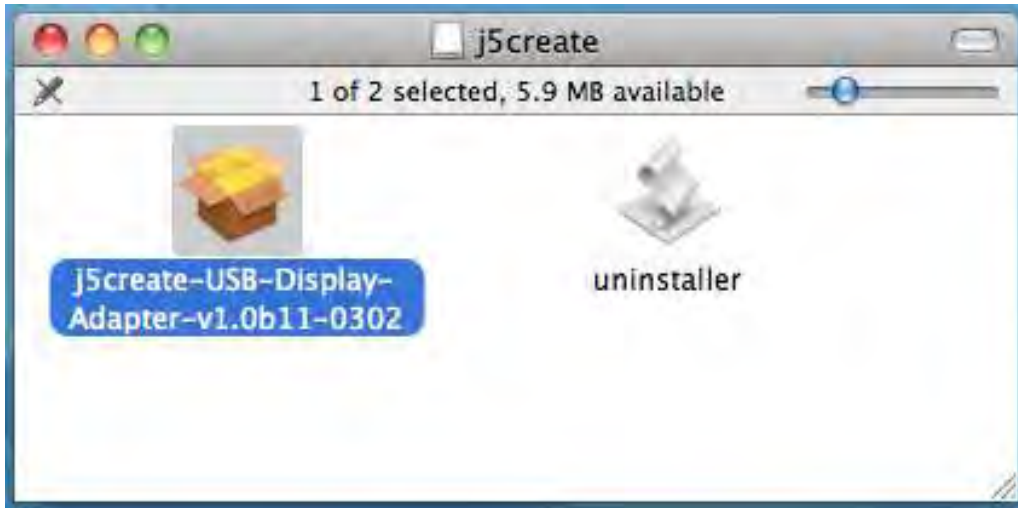 j5create
1 of 2 selected, 5.9 MB available
j5create-USB-Display-
Adapter-v1.0b11-0302
uninstaller